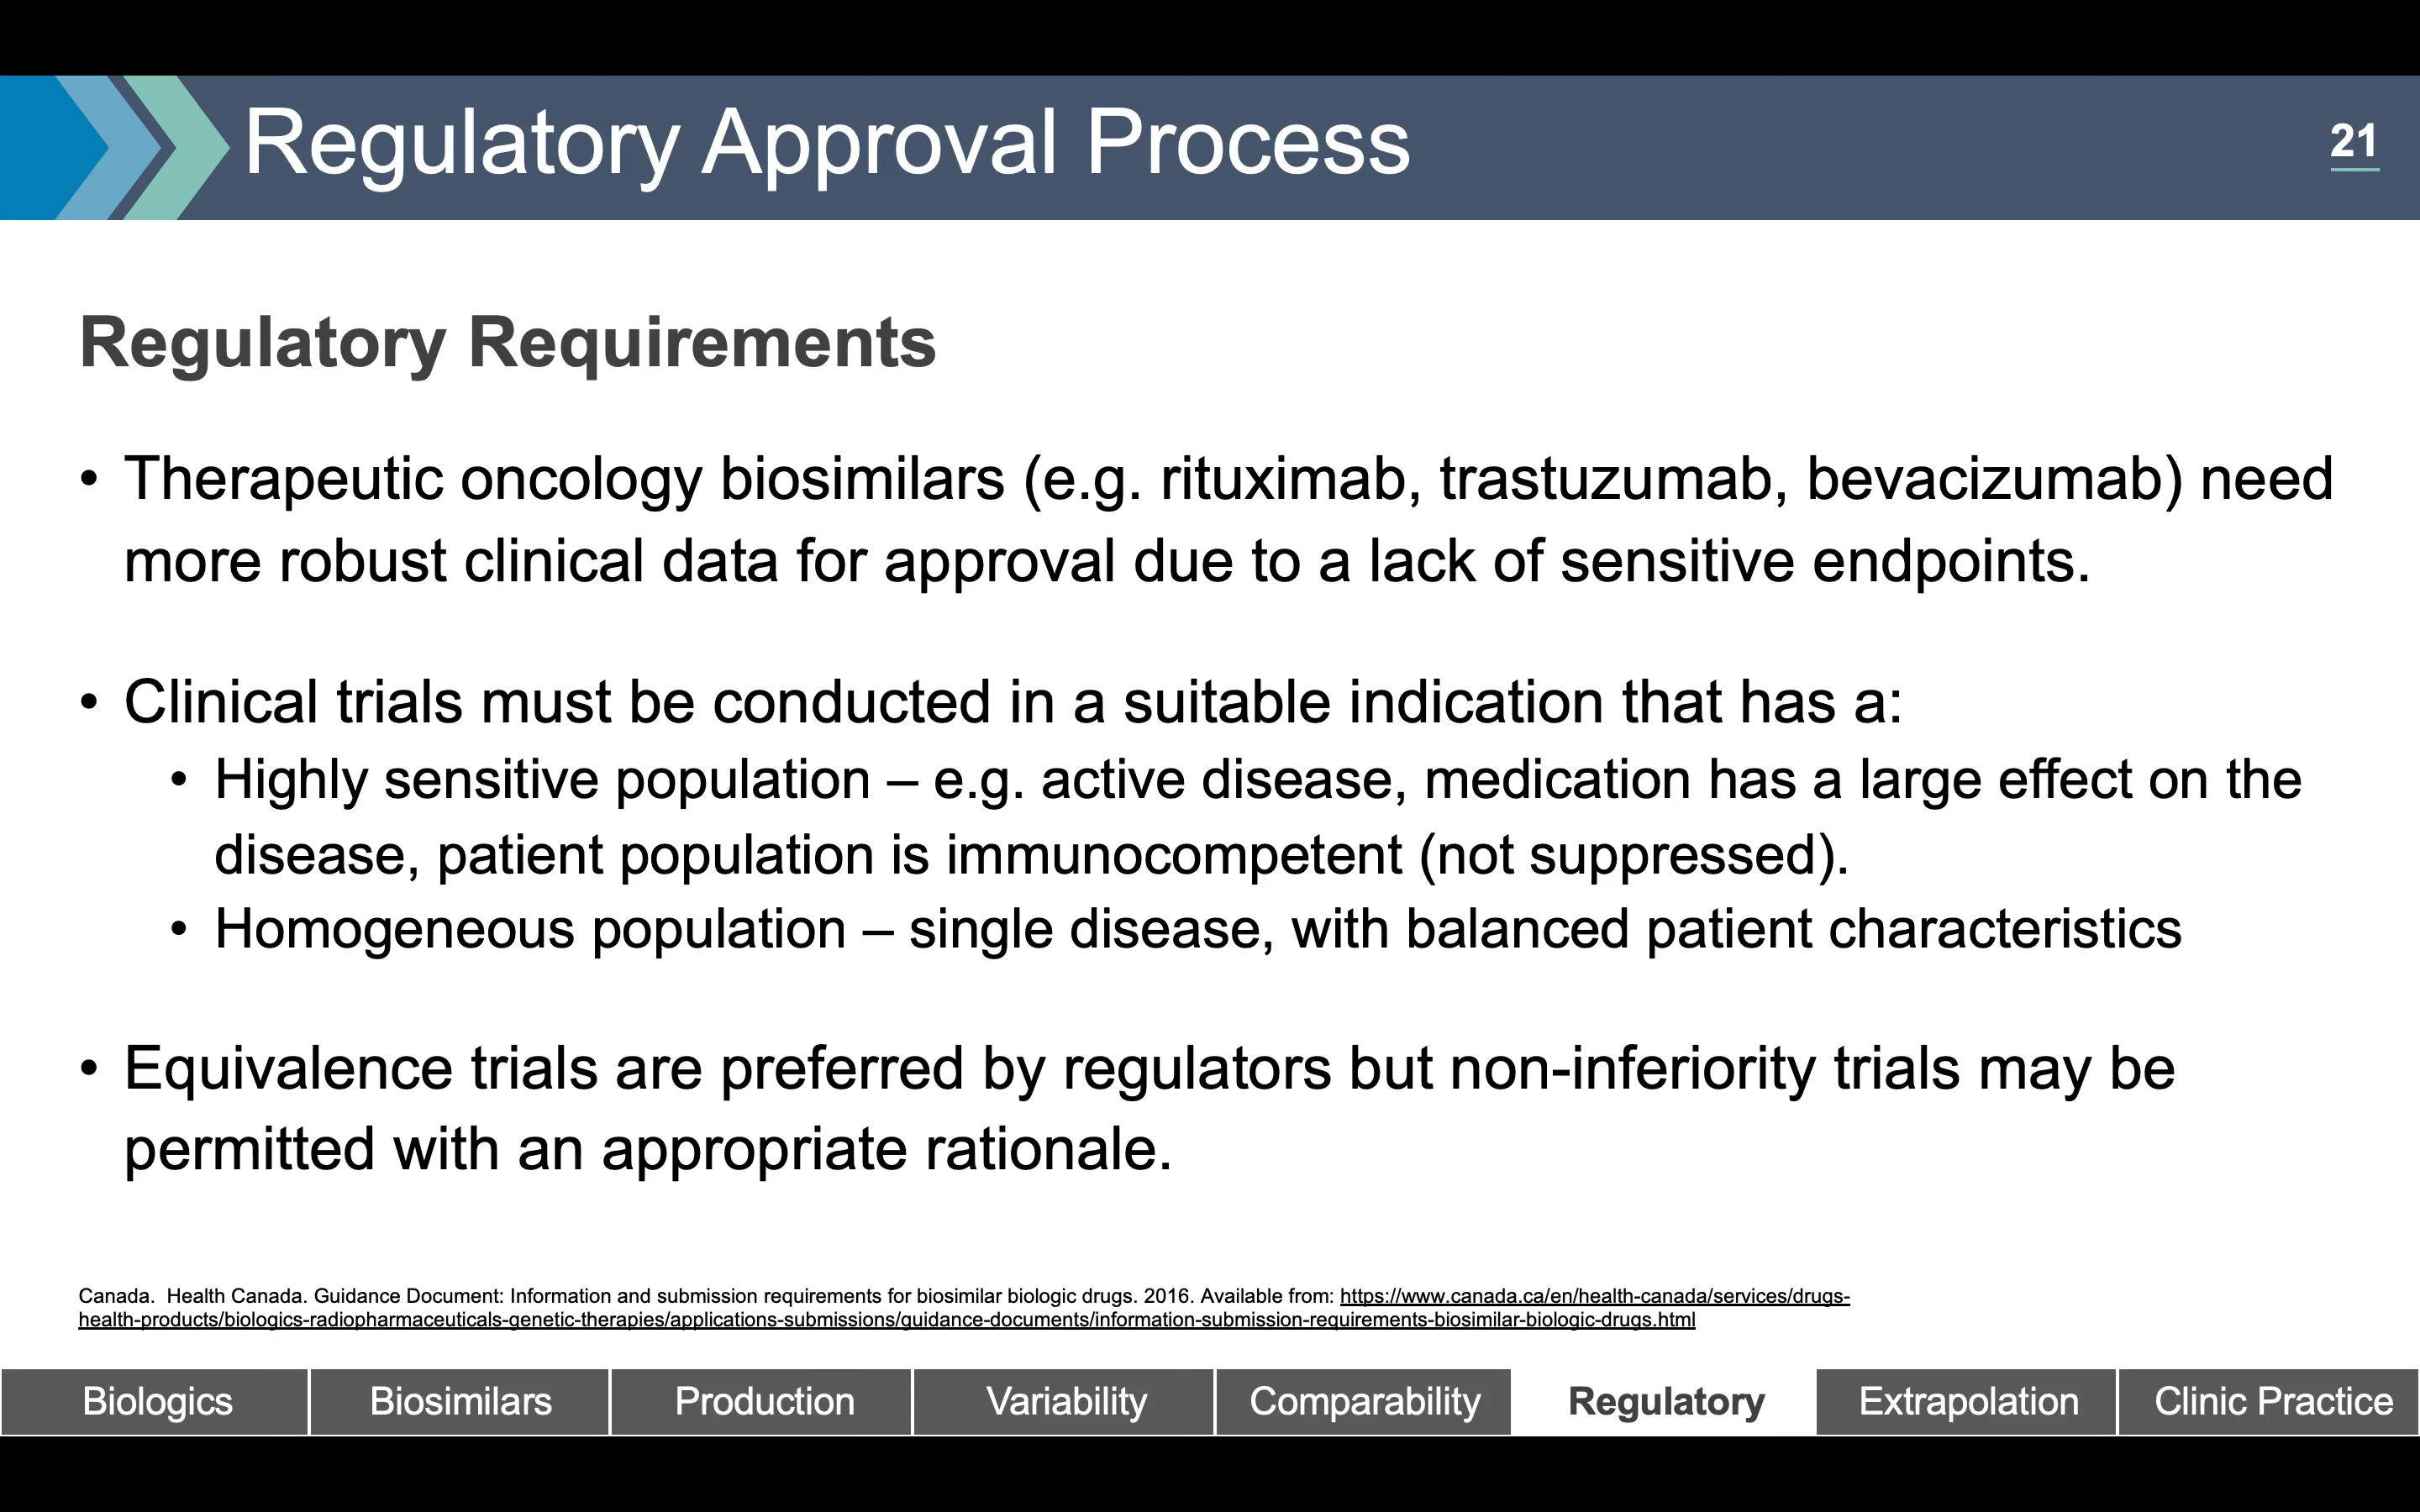 Regulatory Approval Process
21
Regulatory Requirements
• Therapeutic oncology biosimilars (e.g. rituximab, trastuzumab, bevacizumab) need
more robust clinical data for approval due to a lack of sensitive endpoints.
• Clinical trials must be conducted in a suitable indication that has a:
• Highly sensitive population – e.g. active disease, medication has a large effect on the
disease, patient population is immunocompetent (not suppressed).
• Homogeneous population – single disease, with balanced patient characteristics
• Equivalence trials are preferred by regulators but non-inferiority trials may be
permitted with an appropriate rationale.
Canada.  Health Canada. Guidance Document: Information and submission requirements for biosimilar biologic drugs. 2016. Available from: https://www.canada.ca/en/health-canada/services/drugs-
health-products/biologics-radiopharmaceuticals-genetic-therapies/applications-submissions/guidance-documents/information-submission-requirements-biosimilar-biologic-drugs.html
Biologics Biosimilars Production Variability Comparability Regulatory Extrapolation Clinic Practice